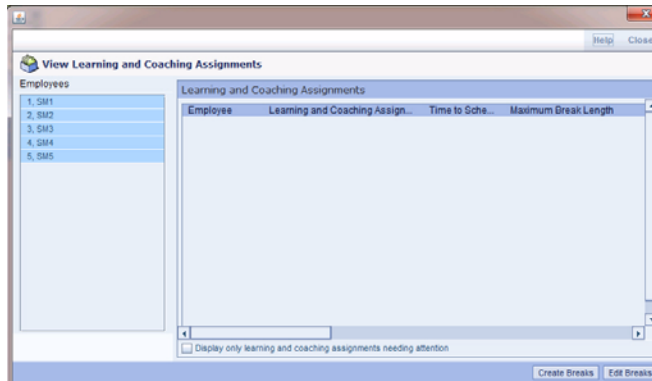 Help Close
View Learning and Coaching Assignments
Employees
1, SM1
2, SM2
3, SM3
4, SM4
5, SM5
Learning and Coaching Assignments
Employee Learning and Coaching Assign... Time to Sche... Maximum Break Length
Display only learning and coaching assignments needing attention
Create Breaks Edit Breaks